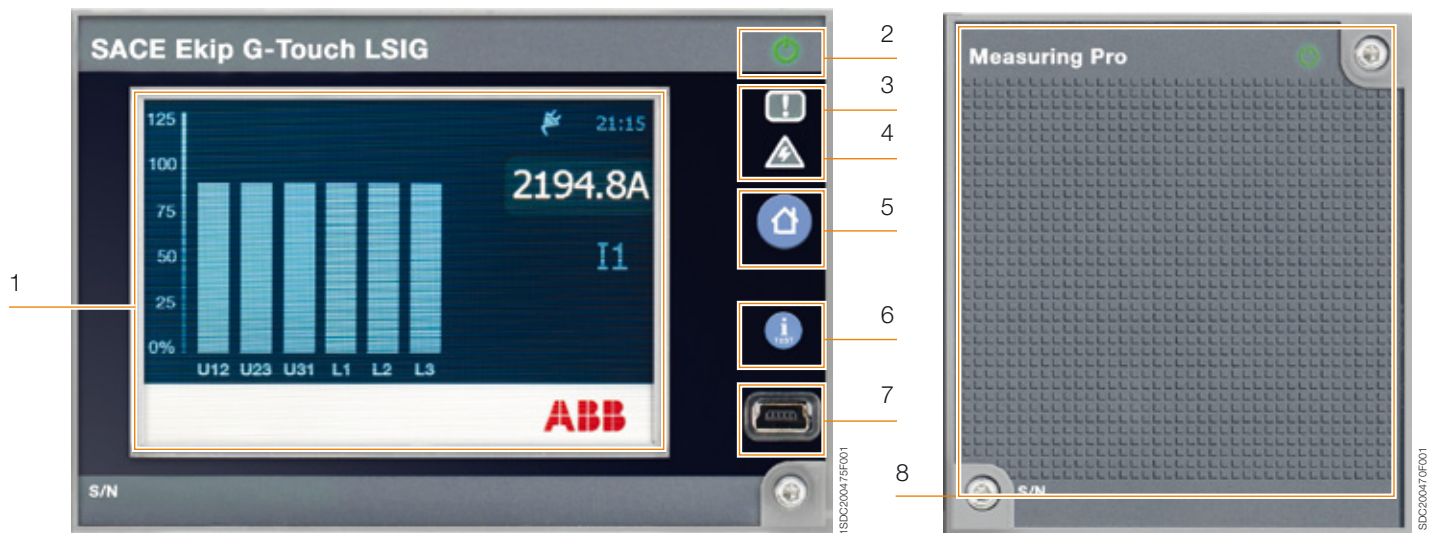 SACE Ekip G-Touch LSIG
125
100
75
50
25
0%
U12 U23 U31 L1 L2 L3
21:15
2194.8A
I1
ABB
S/N
i
TEST
1
2
3
4
5
6
7
8
1SDC200475F001
Measuring Pro
S/N
SDC200470F001